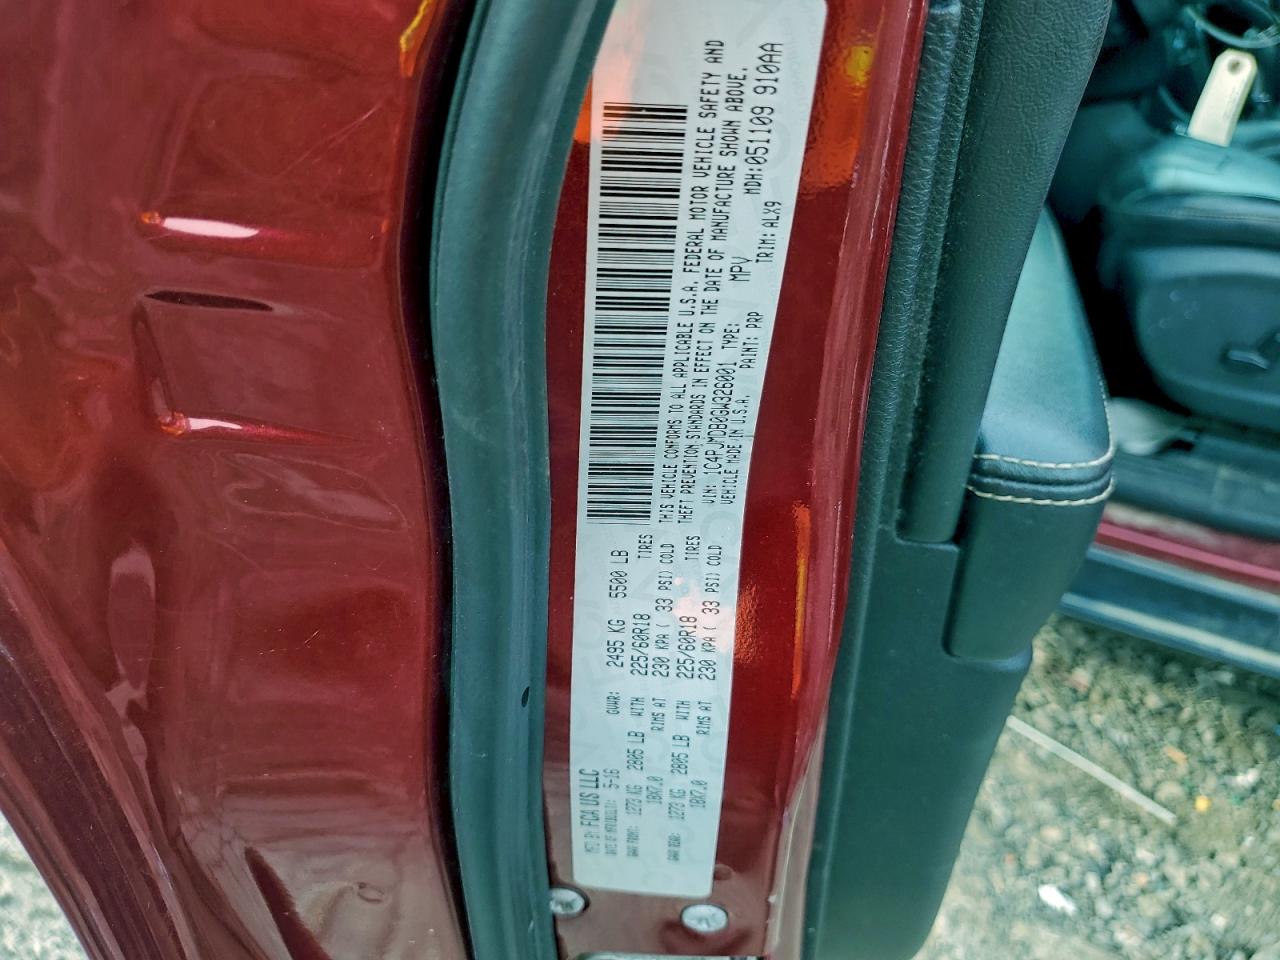 MFD BY: FCA US LLC
DATE OF MFR: 5-16 GVWR: 2495 KG 5500 LB
GAWR FRONT: 1273 KG 2805 LB WITH 225/60R18 TIRES
18X7.0 RIMS AT 230 KPA ( 33 PSI) COLD
GAWR REAR: 1273 KG 2805 LB WITH 225/60R18 TIRES
18X7.0 RIMS AT 230 KPA ( 33 PSI) COLD
THIS VEHICLE CONFORMS TO ALL APPLICABLE U.S.A. FEDERAL MOTOR VEHICLE SAFETY AND
THEFT PREVENTION STANDARDS IN EFFECT ON THE DATE OF MANUFACTURE SHOWN ABOVE.
VIN: 1C4PJMDB0GW326001 TYPE: MPV MDH:051109 910AA
VEHICLE MADE IN U.S.A. PAINT: PRP TRIM: ALX9